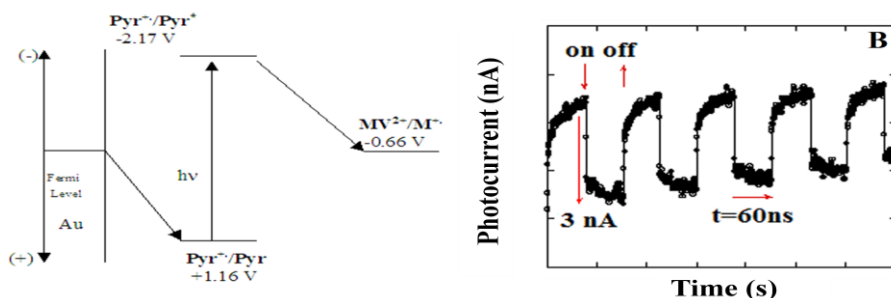 Pyr+·/Pyr*
-2.17 V
(-)
MV2+/M+·
-0.66 V
hν
Fermi
Level
Au
(+)
Pyr+·/Pyr
+1.16 V
B
on off
Photocurrent (nA)
3 nA
t=60ns
Time (s)